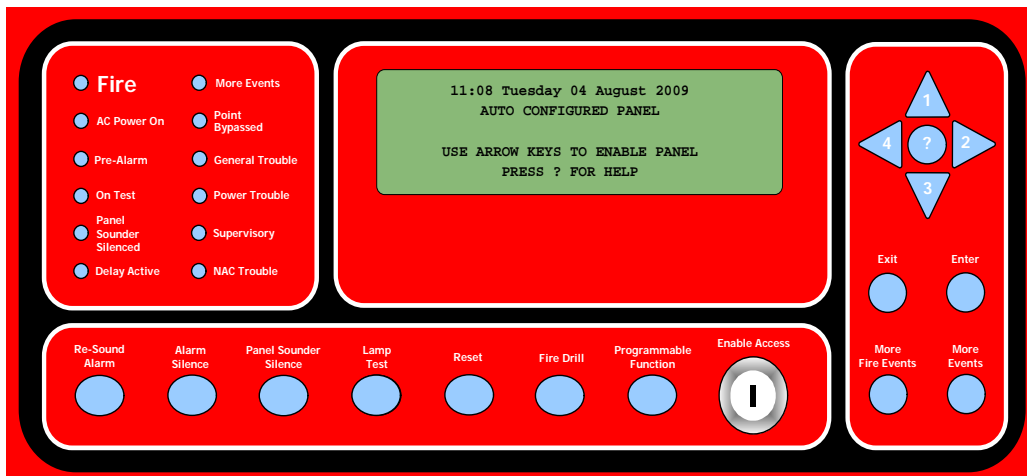 Fire
More Events
AC Power On
Point
Bypassed
Pre-Alarm
General Trouble
On Test
Power Trouble
Panel
Sounder
Silenced
Supervisory
Delay Active
NAC Trouble
11:08 Tuesday 04 August 2009
AUTO CONFIGURED PANEL
USE ARROW KEYS TO ENABLE PANEL
PRESS ? FOR HELP
1
4
?
2
3
Exit
Enter
More
Fire Events
More
Events
Re-Sound
Alarm
Alarm
Silence
Panel Sounder
Silence
Lamp
Test
Reset
Fire Drill
Programmable
Function
Enable Access